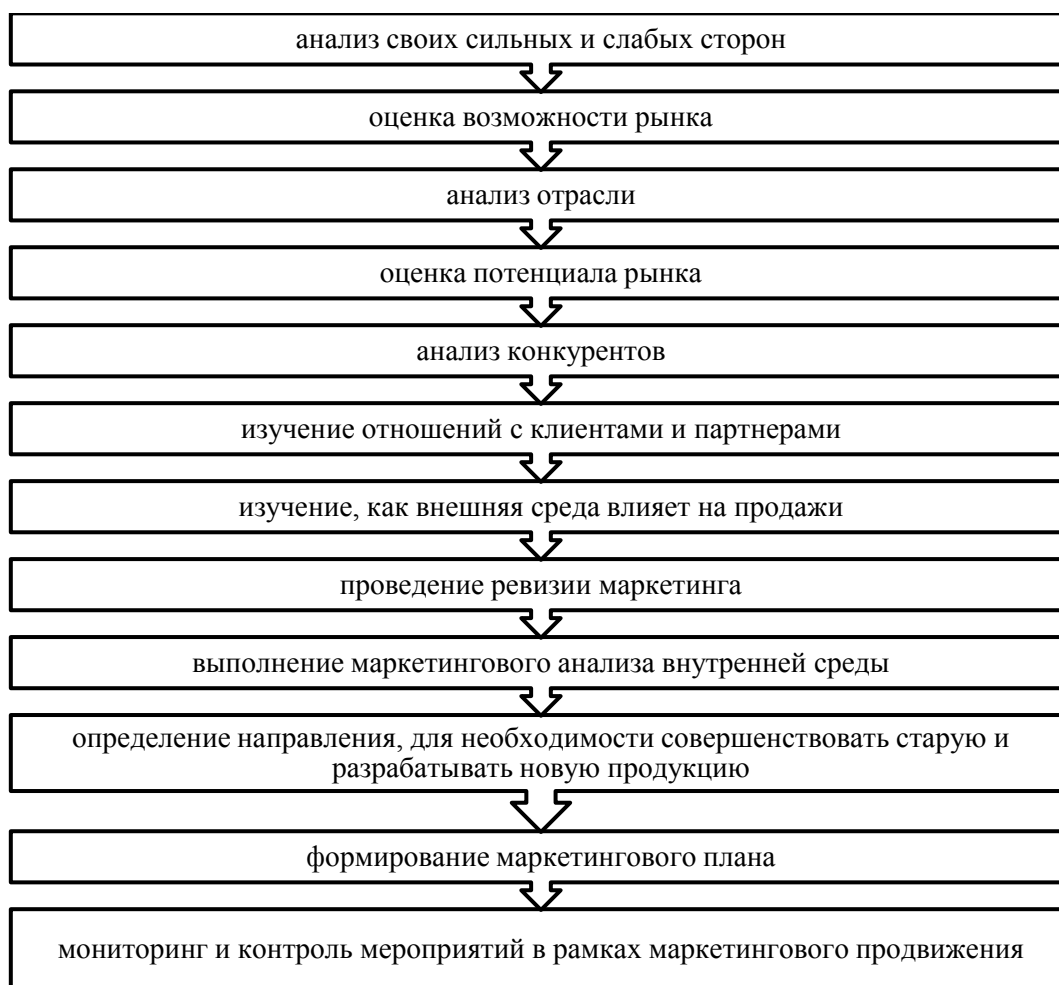 анализ своих сильных и слабых сторон
оценка возможности рынка
анализ отрасли
оценка потенциала рынка
анализ конкурентов
изучение отношений с клиентами и партнерами
изучение, как внешняя среда влияет на продажи
проведение ревизии маркетинга
выполнение маркетингового анализа внутренней среды
определение направления, для необходимости совершенствовать старую и
разрабатывать новую продукцию
формирование маркетингового плана
мониторинг и контроль мероприятий в рамках маркетингового продвижения